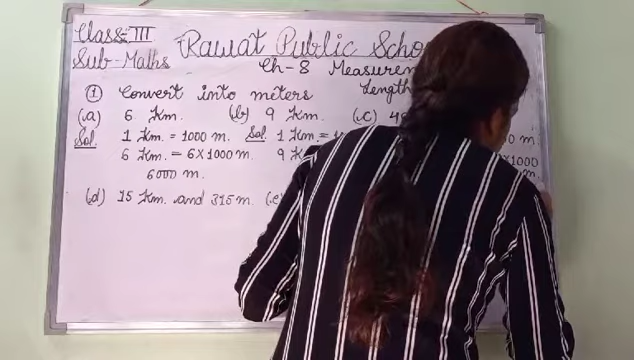 Class-III
Rawat Public Scho
Sub-Maths
Ch-8 Measurem
Length
① Convert into meters
(a) 6 Km. (b) 9 Km. (c)
Sol. 1 Km. = 1000 m. Sol. 1 Km. =
6 Km. = 6X1000 m. 9 K X1000
6000 m. m.
(d) 15 Km. and 315 m. (e)